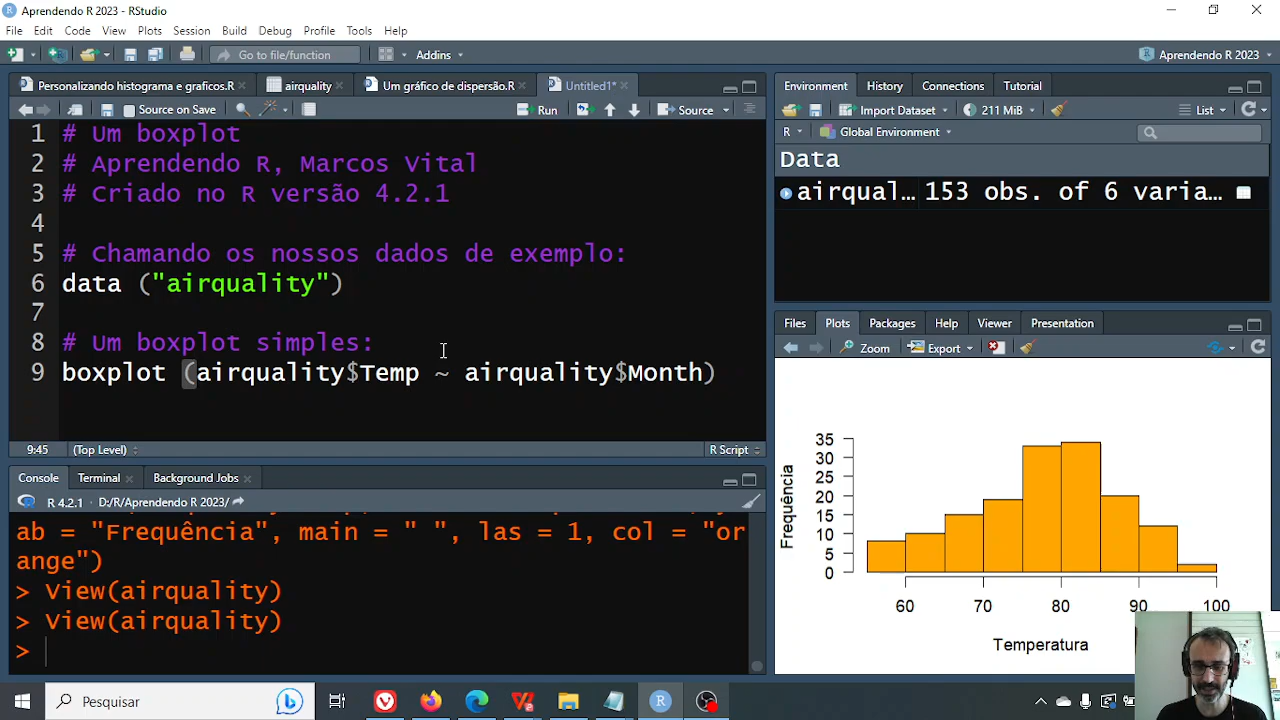 Aprendendo R 2023 - RStudio
File Edit Code View Plots Session Build Debug Profile Tools Help
Go to file/function
Addins
Aprendendo R 2023
Personalizando histograma e graficos.R
airquality
Um gráfico de dispersão.R
Untitled1*
Source on Save
Run
Source
1 # Um boxplot
2 # Aprendendo R, Marcos Vital
3 # Criado no R versão 4.2.1
4
5 # Chamando os nossos dados de exemplo:
6 data ("airquality")
7
8 # Um boxplot simples:
9 boxplot (airquality$Temp ~ airquality$Month)
9:45
(Top Level)
R Script
Console Terminal Background Jobs
R 4.2.1 · D:/R/Aprendendo R 2023/
ab = "Frequência", main = " ", las = 1, col = "or
ange")
> View(airquality)
> View(airquality)
>
Environment History Connections Tutorial
Import Dataset
211 MiB
List
R
Global Environment
Data
airqual… 153 obs. of 6 varia…
Files Plots Packages Help Viewer Presentation
Zoom
Export
35
30
25
20
15
10
5
0
Frequência
60 70 80 90 100
Temperatura
Pesquisar